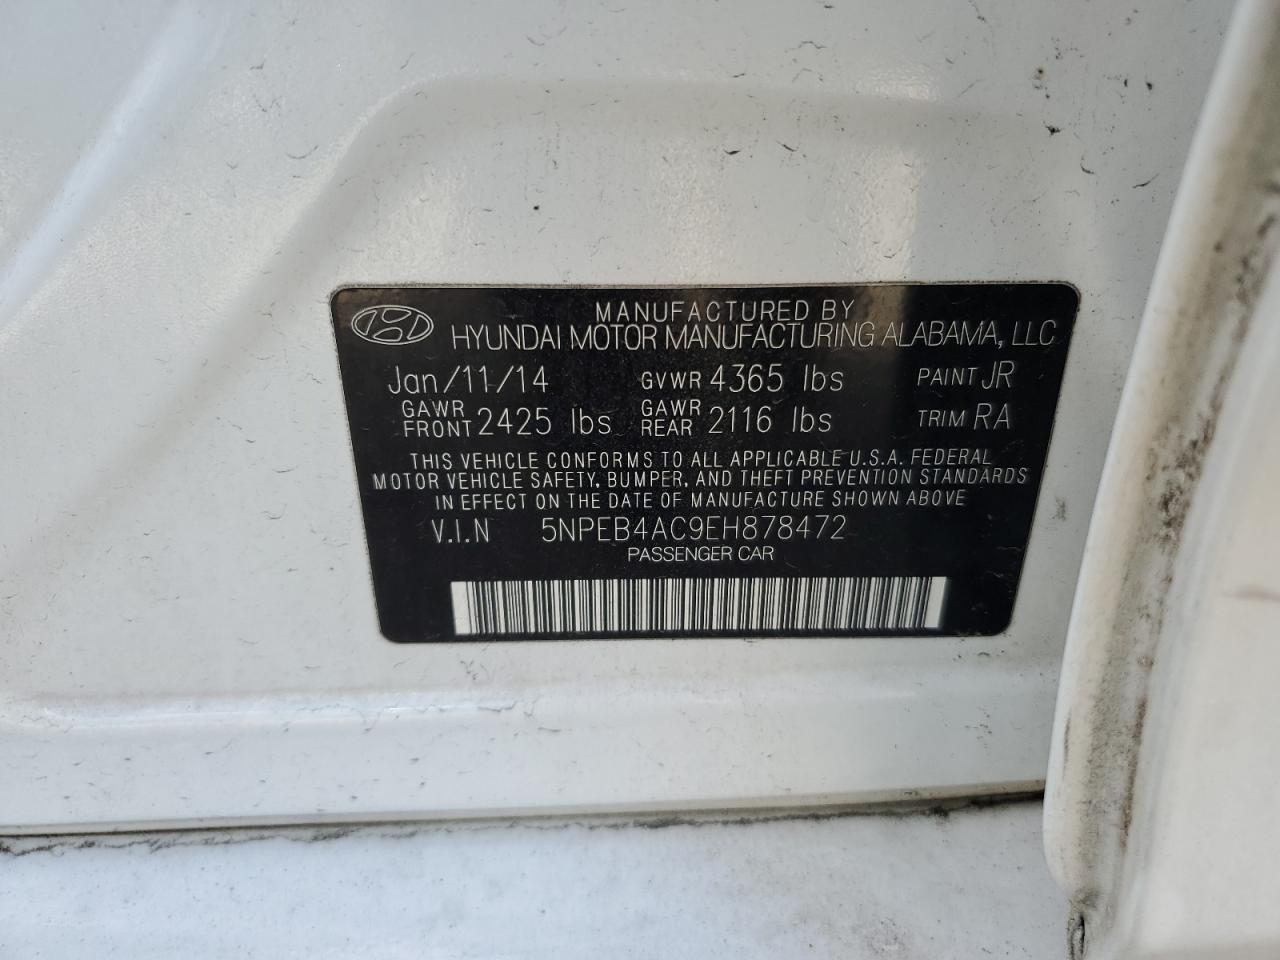 MANUFACTURED BY
HYUNDAI MOTOR MANUFACTURING ALABAMA, LLC
Jan/11/14 GVWR 4365 lbs PAINT JR
GAWR FRONT 2425 lbs GAWR REAR 2116 lbs TRIM RA
THIS VEHICLE CONFORMS TO ALL APPLICABLE U.S.A. FEDERAL
MOTOR VEHICLE SAFETY, BUMPER, AND THEFT PREVENTION STANDARDS
IN EFFECT ON THE DATE OF MANUFACTURE SHOWN ABOVE
V.I.N 5NPEB4AC9EH878472
PASSENGER CAR